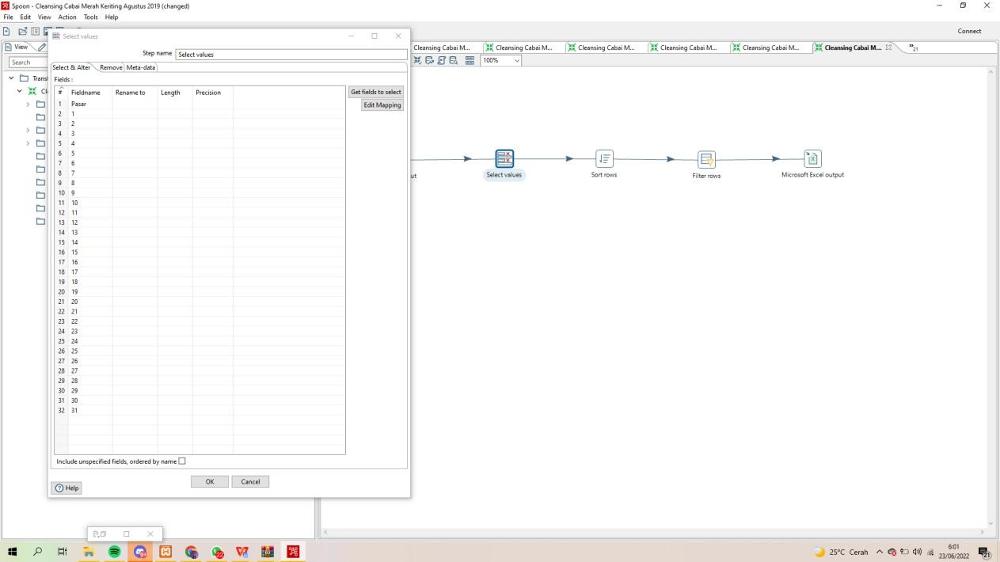 Spoon - Cleansing Cabai Merah Keriting Agustus 2019 (changed)
File Edit View Action Tools Help
Connect
View
Search
Select values
Step name Select values
Select & Alter Remove Meta-data
Fields :
# Fieldname Rename to Length Precision
1 Pasar
2 1
3 2
4 3
5 4
6 5
7 6
8 7
9 8
10 9
11 10
12 11
13 12
14 13
15 14
16 15
17 16
18 17
19 18
20 19
21 20
22 21
23 22
24 23
25 24
26 25
27 26
28 27
29 28
30 29
31 30
32 31
Get fields to select
Edit Mapping
Include unspecified fields, ordered by name
OK Cancel
Help
Cleansing Cabai M... Cleansing Cabai M... Cleansing Cabai M... Cleansing Cabai M... Cleansing Cabai M... Cleansing Cabai M... 21
100%
Select values Sort rows Filter rows Microsoft Excel output
25°C Cerah
6:01
23/06/2022
21